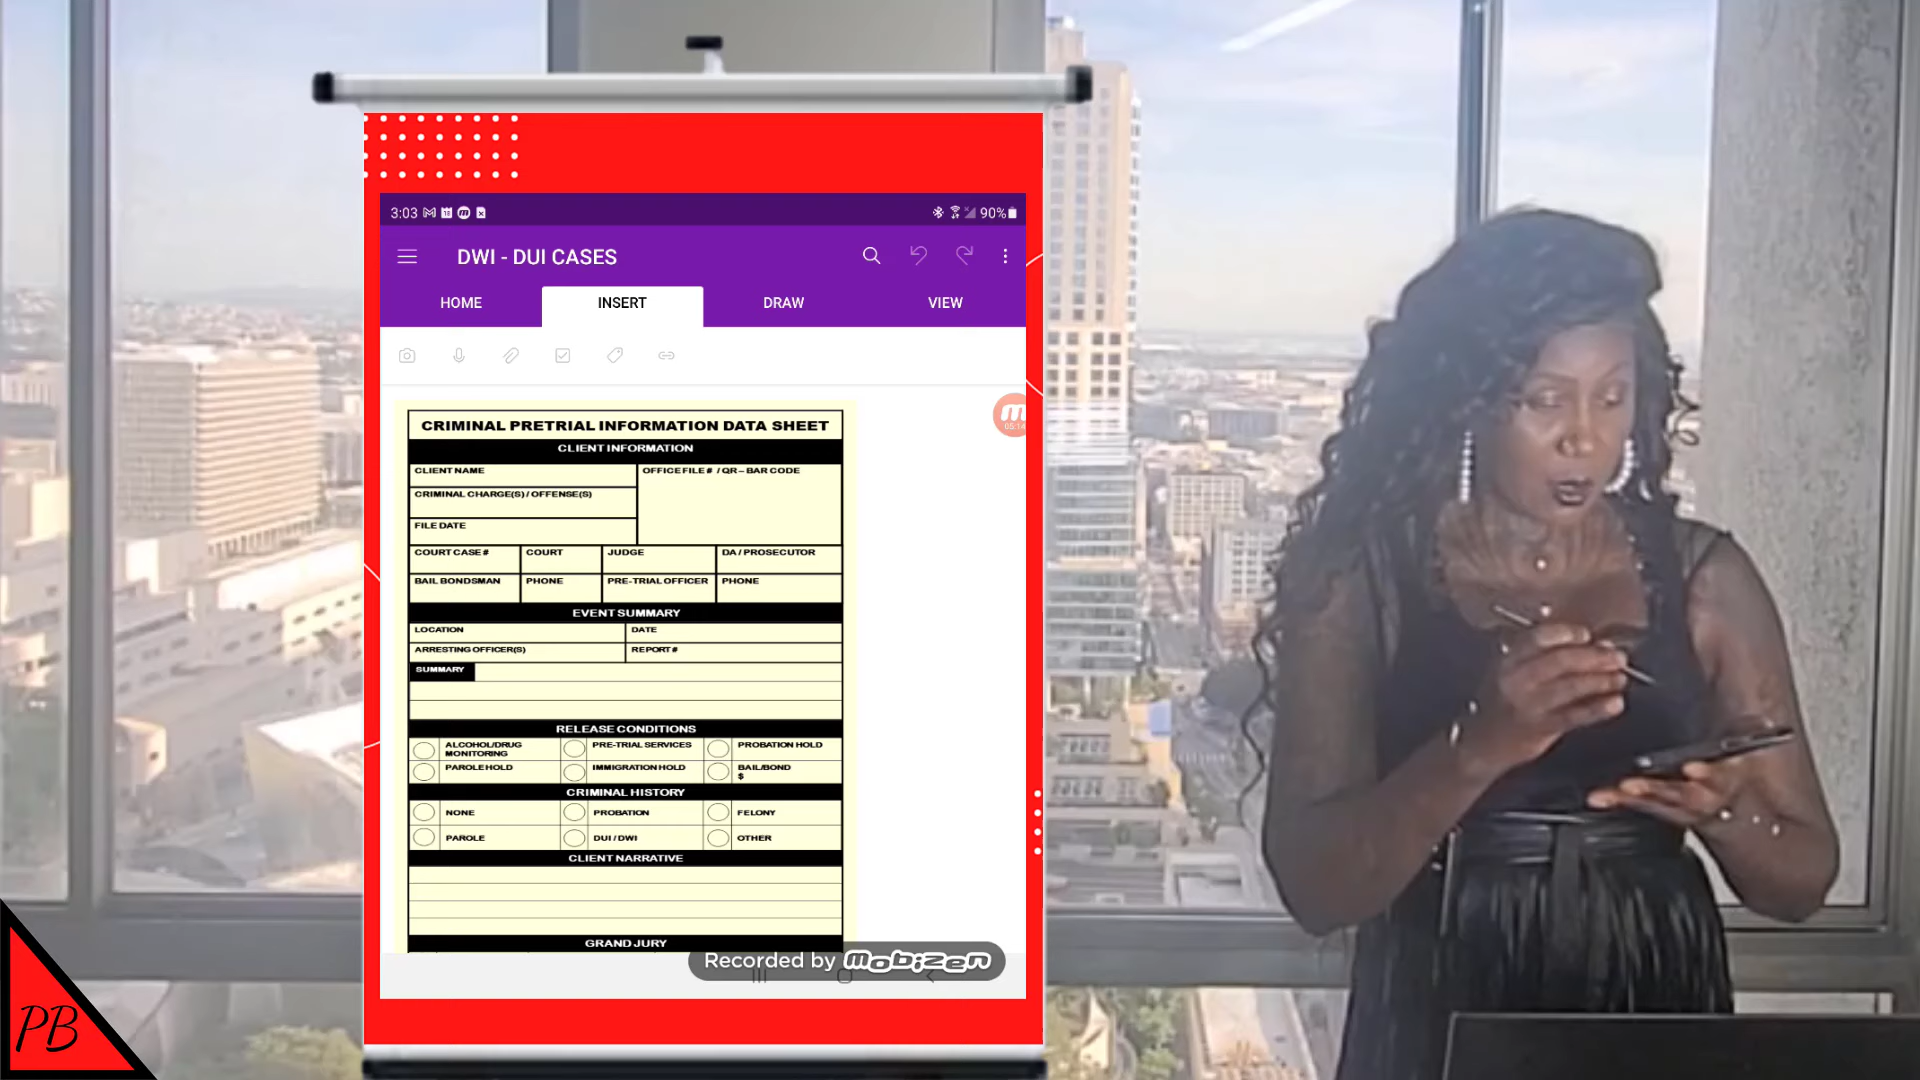 3:03
90%
DWI - DUI CASES
HOME INSERT DRAW VIEW
CRIMINAL PRETRIAL INFORMATION DATA SHEET
CLIENT INFORMATION
CLIENT NAME
OFFICE FILE # / QR – BAR CODE
CRIMINAL CHARGE(S) / OFFENSE(S)
FILE DATE
COURT CASE # COURT JUDGE DA / PROSECUTOR
BAIL BONDSMAN PHONE PRE-TRIAL OFFICER PHONE
EVENT SUMMARY
LOCATION DATE
ARRESTING OFFICER(S) REPORT #
SUMMARY
RELEASE CONDITIONS
ALCOHOL/DRUG MONITORING PRE-TRIAL SERVICES PROBATION HOLD
PAROLE HOLD IMMIGRATION HOLD BAIL/BOND $
CRIMINAL HISTORY
NONE PROBATION FELONY
PAROLE DUI / DWI OTHER
CLIENT NARRATIVE
GRAND JURY
Recorded by mobizen
PB